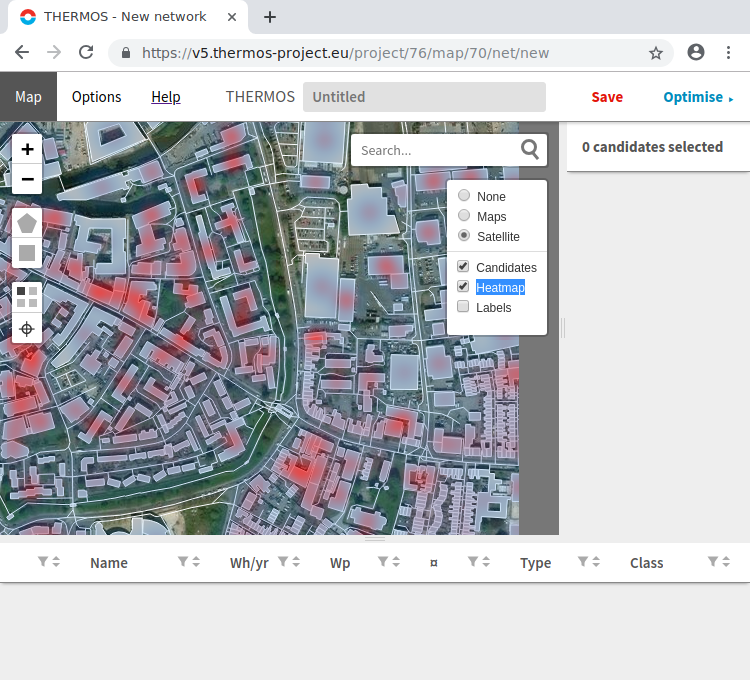 THERMOS - New network
https://v5.thermos-project.eu/project/76/map/70/net/new
Map Options Help THERMOS Untitled Save Optimise ▸
+
−
Search...
0 candidates selected
None
Maps
Satellite
Candidates
Heatmap
Labels
Name Wh/yr Wp ¤ Type Class